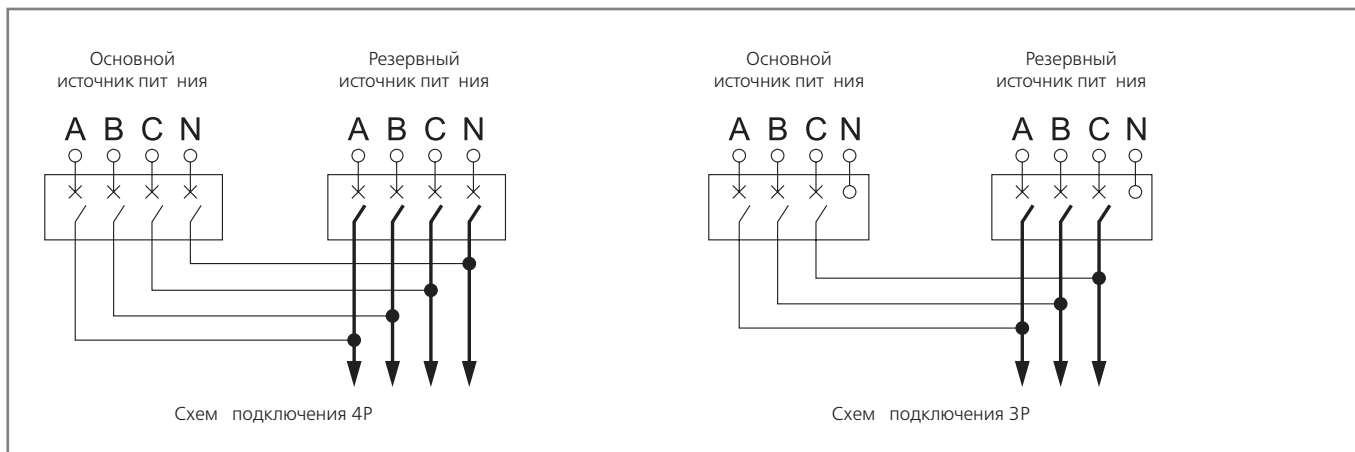 Основной
источник пит ния
Резервный
источник пит ния
A B C N
A B C N
Схем подключения 4P
Основной
источник пит ния
Резервный
источник пит ния
A B C N
A B C N
Схем подключения 3P